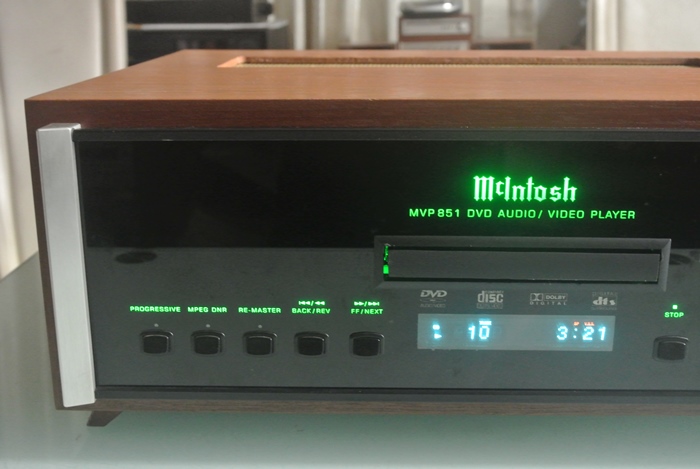 McIntosh
MVP 851 DVD AUDIO/ VIDEO PLAYER
DVD
disc
DOLBY
DIGITAL
dts
PROGRESSIVE MPEG DNR RE-MASTER BACK/REV FF/NEXT
STOP
10 3:21